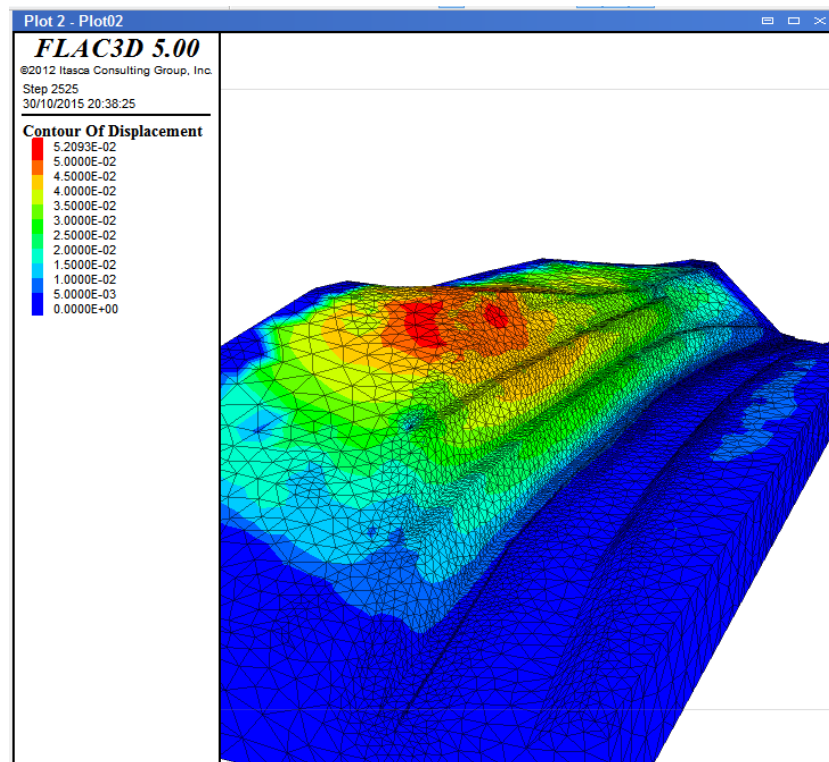 Plot 2 - Plot02
FLAC3D 5.00
©2012 Itasca Consulting Group, Inc.
Step 2525
30/10/2015 20:38:25
Contour Of Displacement
5.2093E-02
5.0000E-02
4.5000E-02
4.0000E-02
3.5000E-02
3.0000E-02
2.5000E-02
2.0000E-02
1.5000E-02
1.0000E-02
5.0000E-03
0.0000E+00